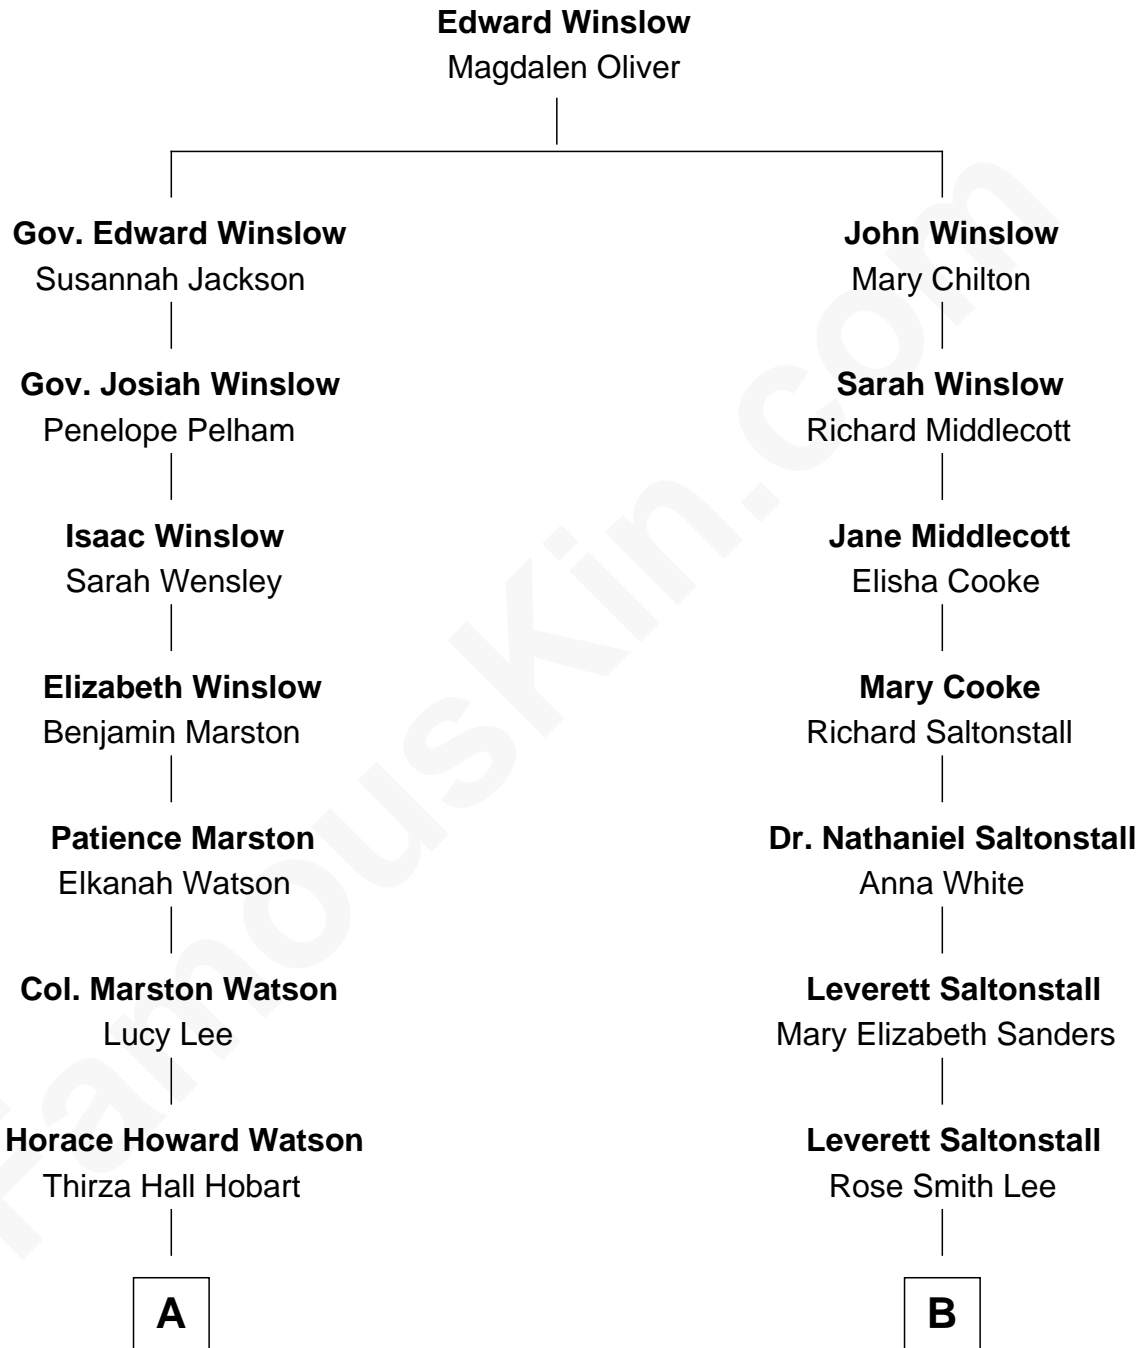 Edward Winslow
Magdalen Oliver
Gov. Edward Winslow
Susannah Jackson
John Winslow
Mary Chilton
Gov. Josiah Winslow
Penelope Pelham
Sarah Winslow
Richard Middlecott
Isaac Winslow
Sarah Wensley
Jane Middlecott
Elisha Cooke
Elizabeth Winslow
Benjamin Marston
Mary Cooke
Richard Saltonstall
Patience Marston
Elkanah Watson
Dr. Nathaniel Saltonstall
Anna White
Col. Marston Watson
Lucy Lee
Leverett Saltonstall
Mary Elizabeth Sanders
Horace Howard Watson
Thirza Hall Hobart
Leverett Saltonstall
Rose Smith Lee
A
B
FamousKin.com